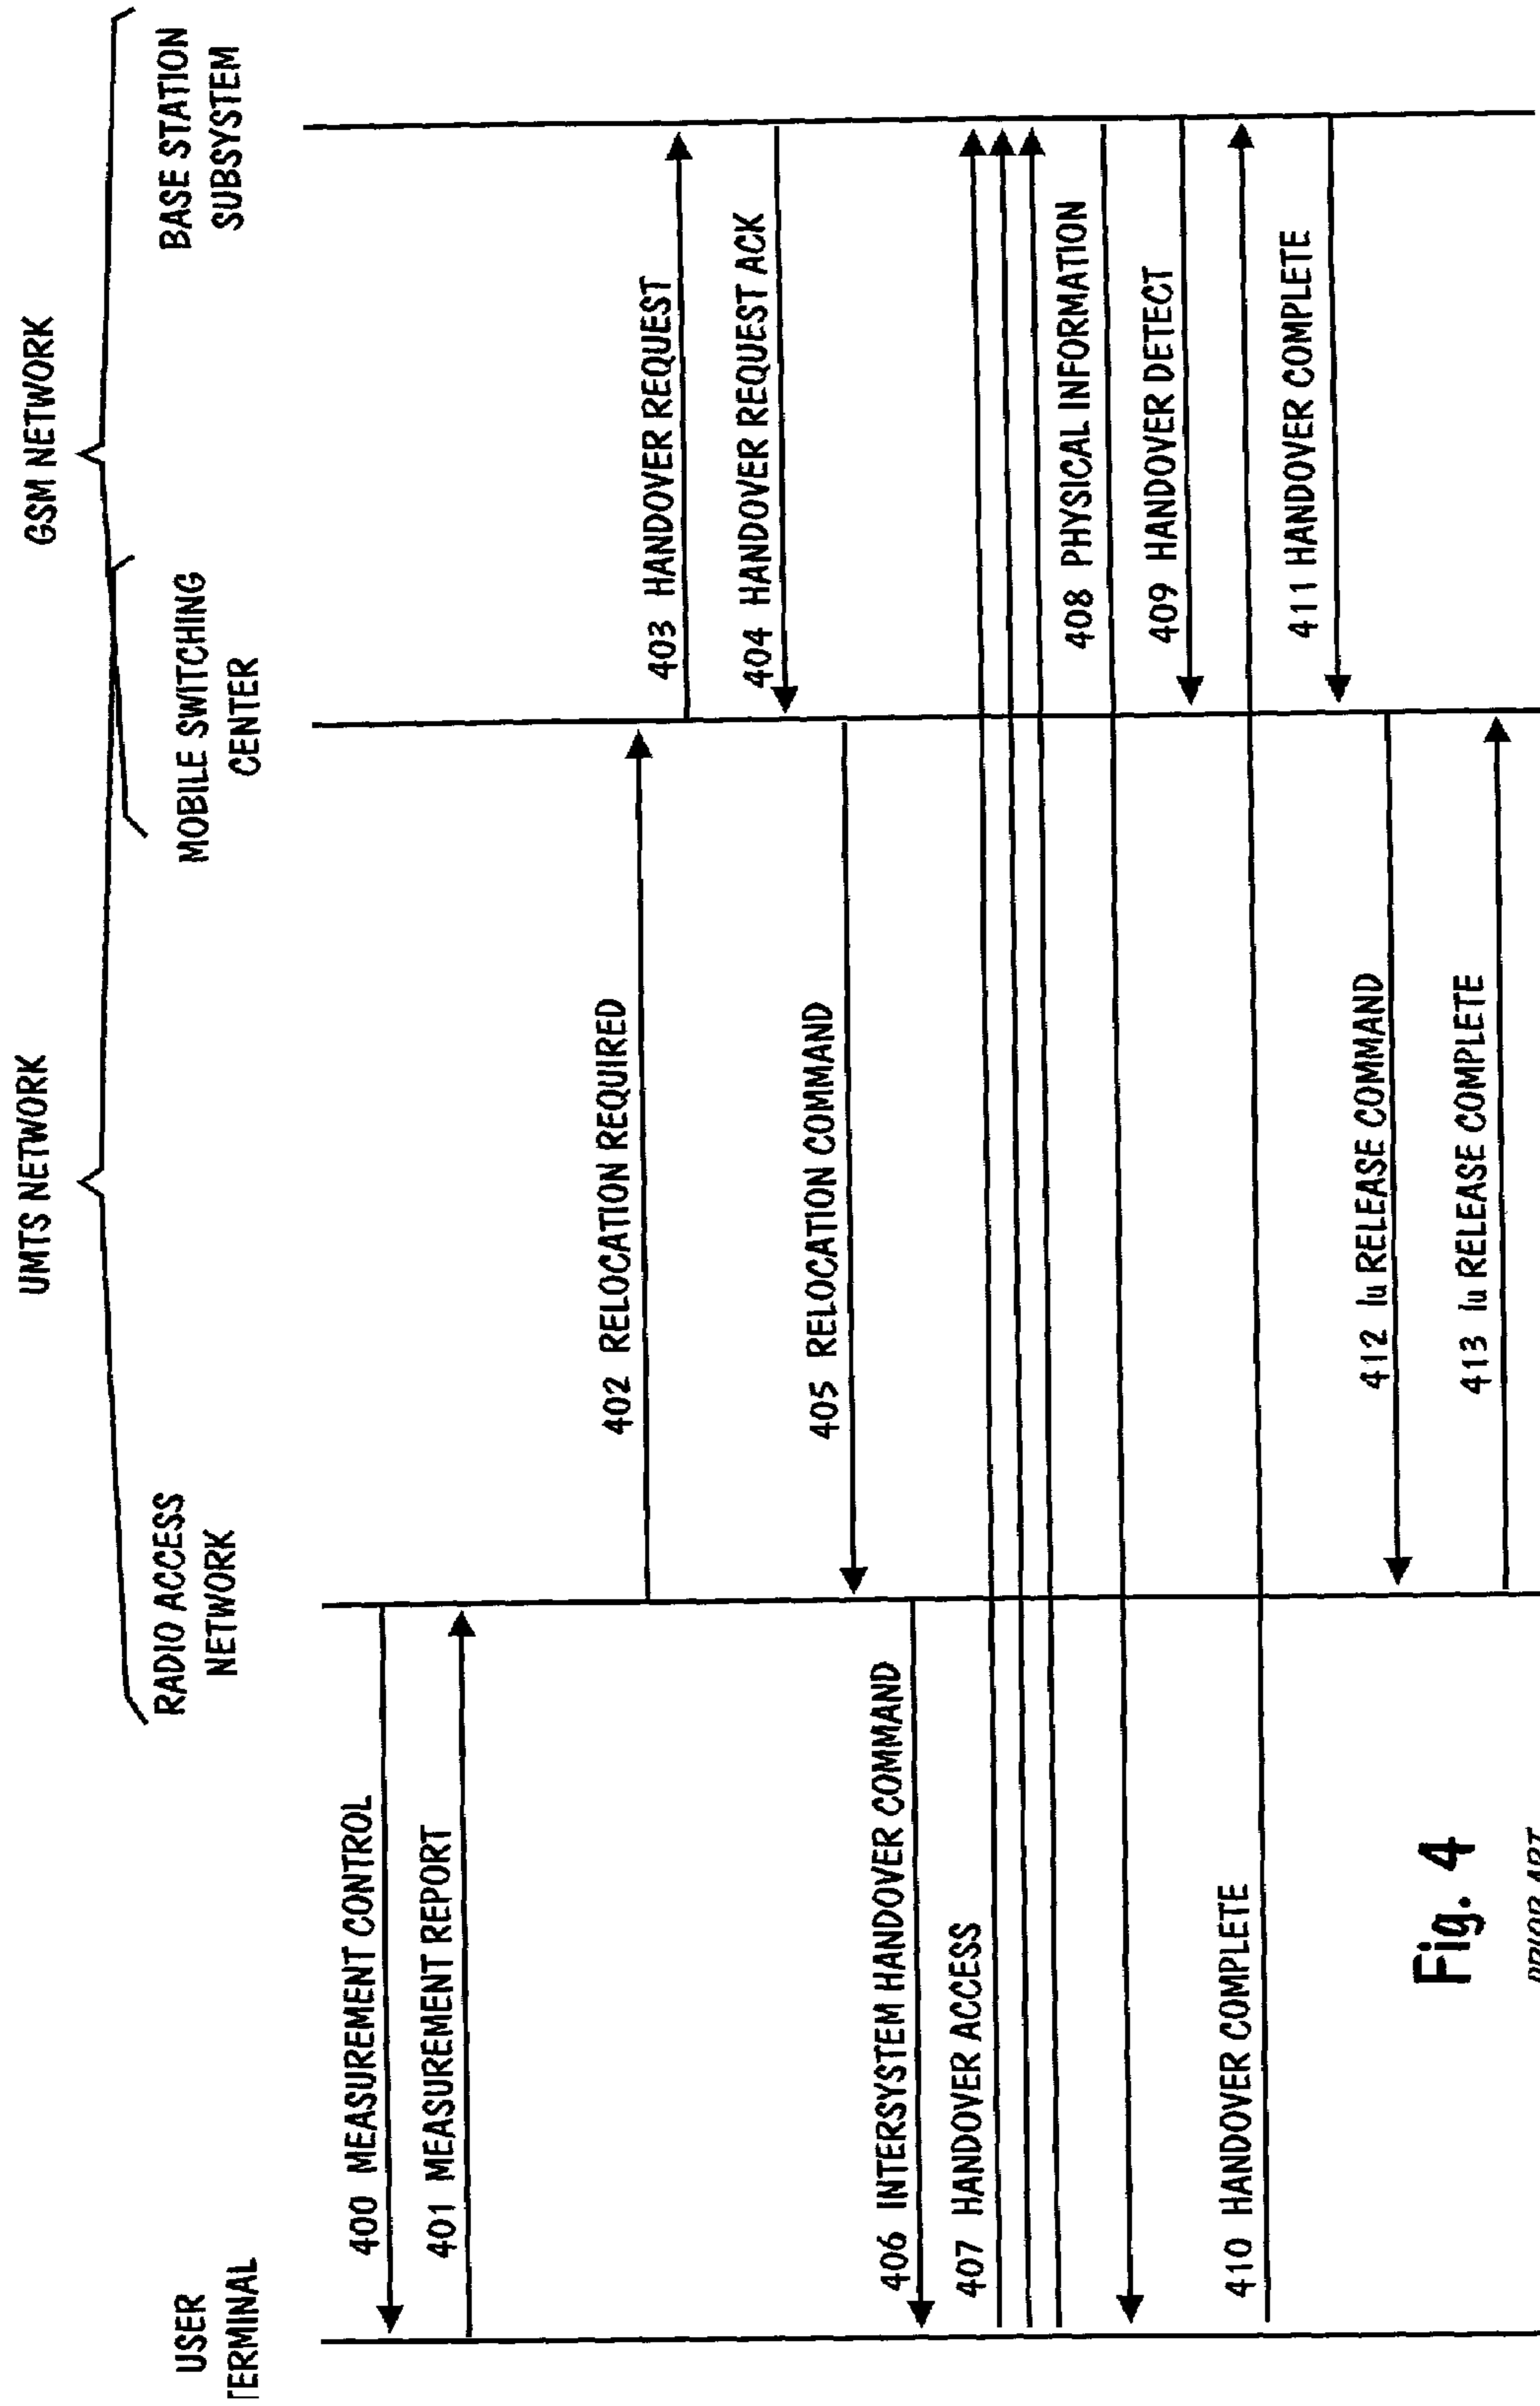 UMTS NETWORK
GSM NETWORK
USER
TERMINAL
RADIO ACCESS
NETWORK
MOBILE SWITCHING
CENTER
BASE STATION
SUBSYSTEM
400 MEASUREMENT CONTROL
401 MEASUREMENT REPORT
402 RELOCATION REQUIRED
403 HANDOVER REQUEST
404 HANDOVER REQUEST ACK
405 RELOCATION COMMAND
406 INTERSYSTEM HANDOVER COMMAND
407 HANDOVER ACCESS
408 PHYSICAL INFORMATION
409 HANDOVER DETECT
410 HANDOVER COMPLETE
411 HANDOVER COMPLETE
412 Iu RELEASE COMMAND
413 Iu RELEASE COMPLETE
Fig. 4
PRIOR ART